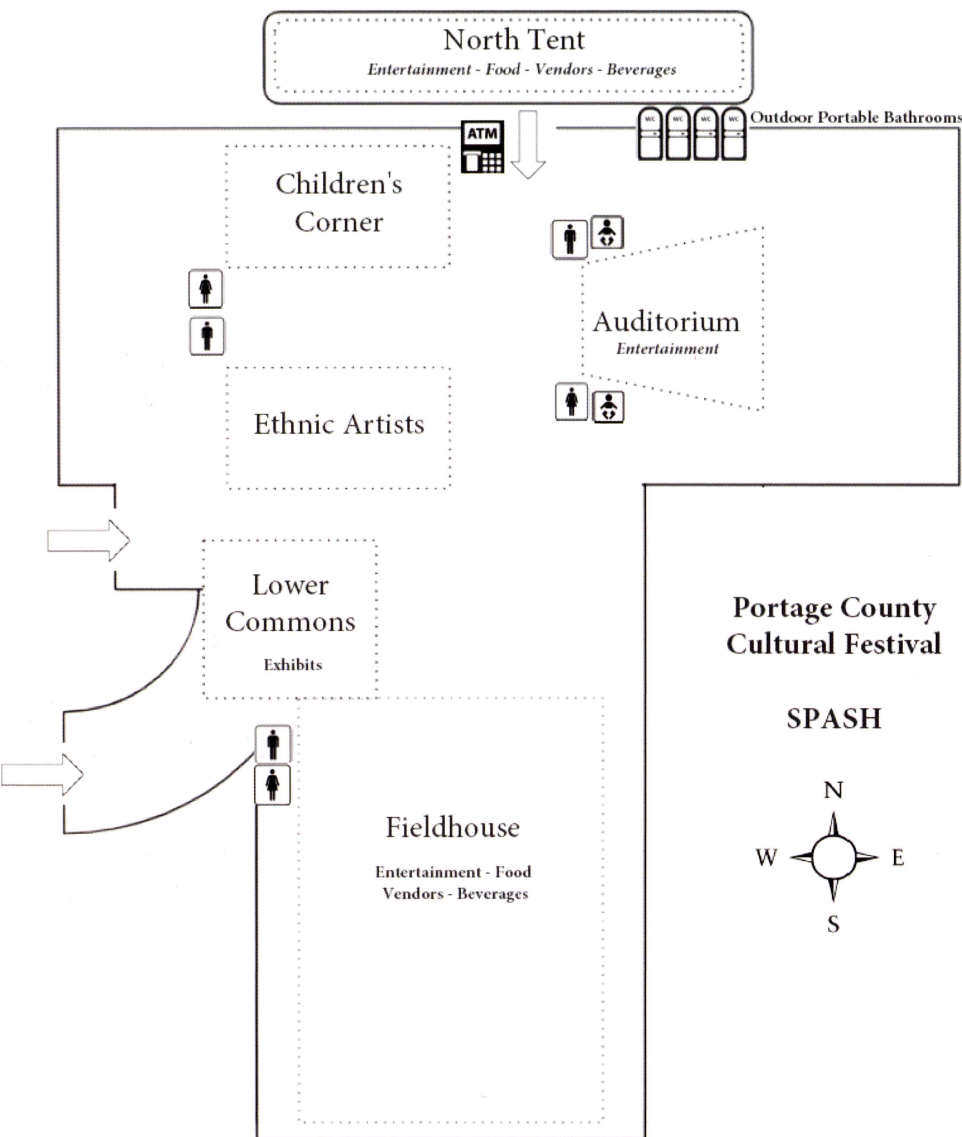 North Tent
Entertainment - Food - Vendors - Beverages
ATM
WC WC WC WC
Outdoor Portable Bathrooms
Children's
Corner
Auditorium
Entertainment
Ethnic Artists
Lower
Commons
Exhibits
Portage County
Cultural Festival
SPASH
N
W E
S
Fieldhouse
Entertainment - Food
Vendors - Beverages